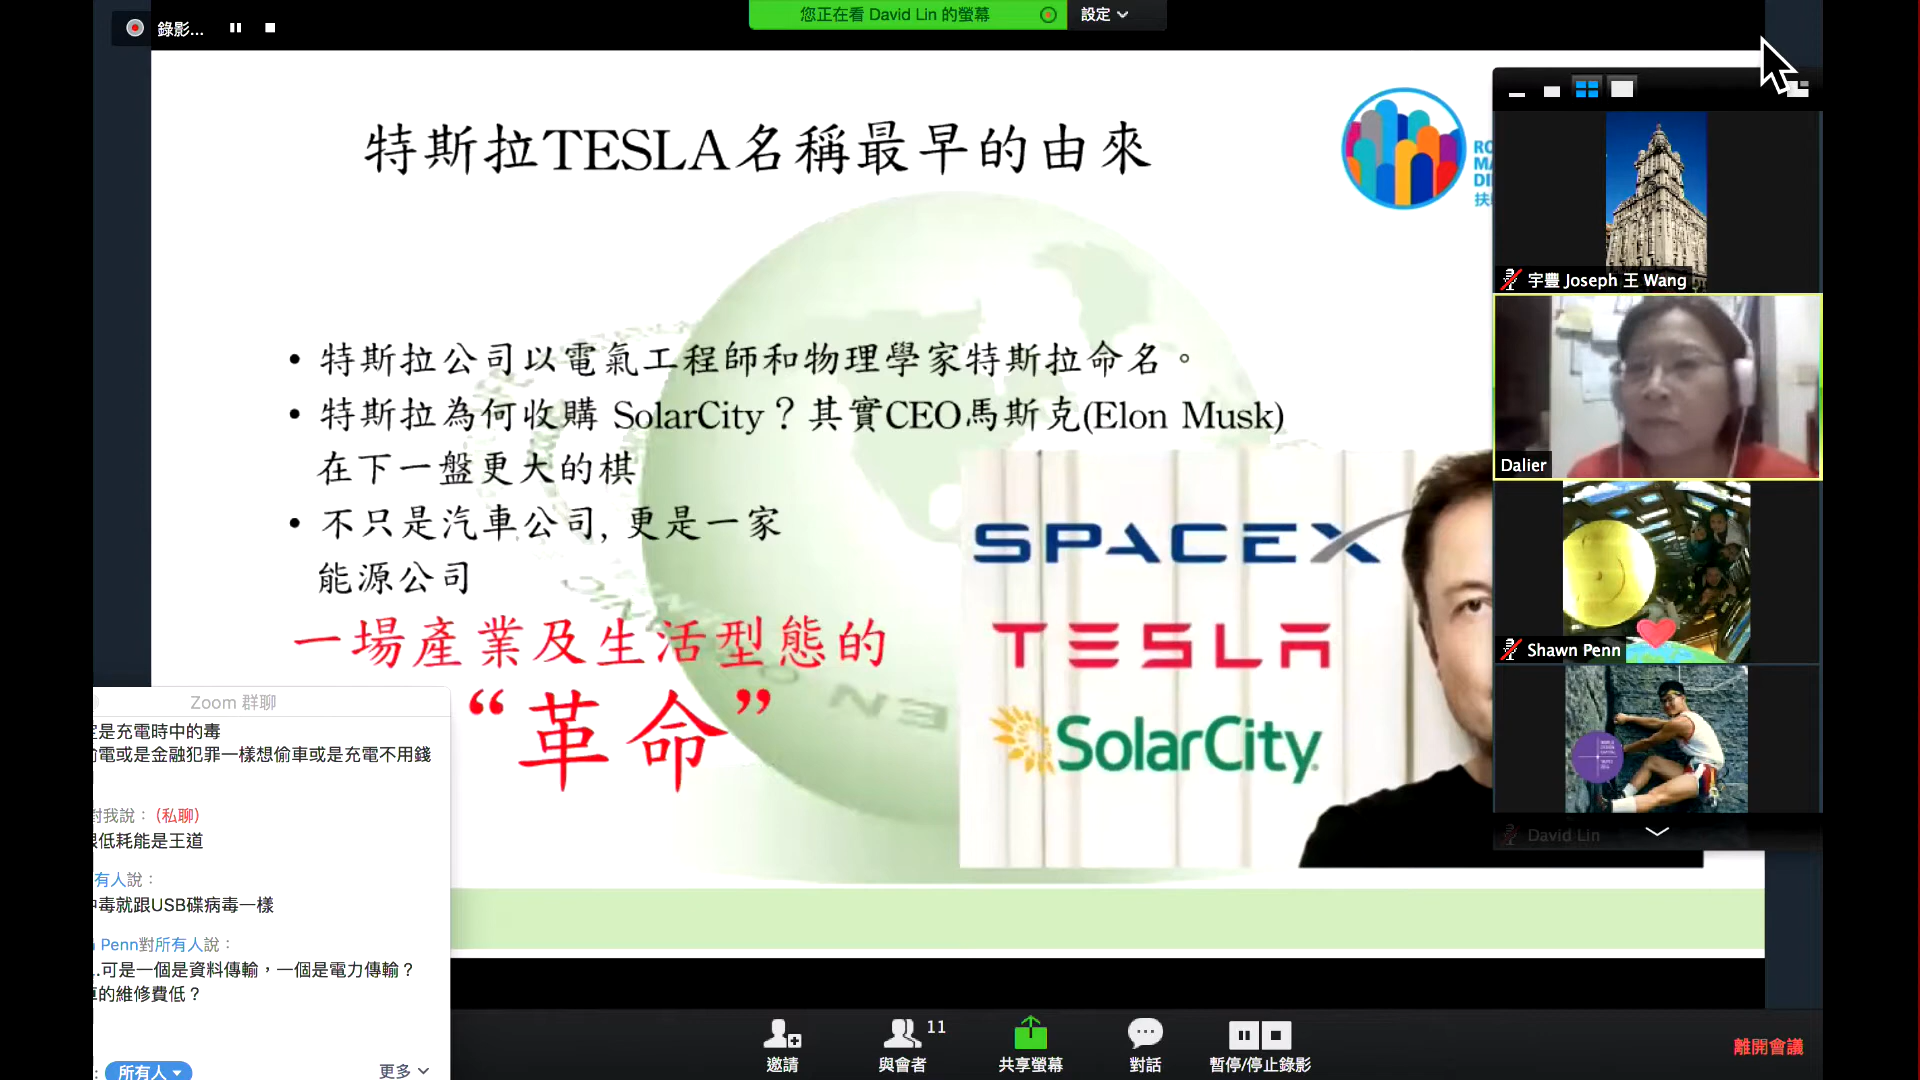 錄影...
您正在看 David Lin 的螢幕
設定
特斯拉TESLA名稱最早的由來
• 特斯拉公司以電氣工程師和物理學家特斯拉命名。
• 特斯拉為何收購 SolarCity？其實CEO馬斯克(Elon Musk)
在下一盤更大的棋
• 不只是汽車公司, 更是一家
能源公司
一場產業及生活型態的
“革命”
SPACEX
TESLA
SolarCity
宇豐 Joseph 王 Wang
Dalier
Shawn Penn
David Lin
Zoom 群聊
是充電時中的毒
電或是金融犯罪一樣想偷車或是充電不用錢
對我說：(私聊)
低耗能是王道
有人說：
毒就跟USB碟病毒一樣
Penn對所有人說：
..可是一個是資料傳輸，一個是電力傳輸？
的維修費低？
所有人
更多
邀請
11
與會者
共享螢幕
對話
暫停/停止錄影
離開會議